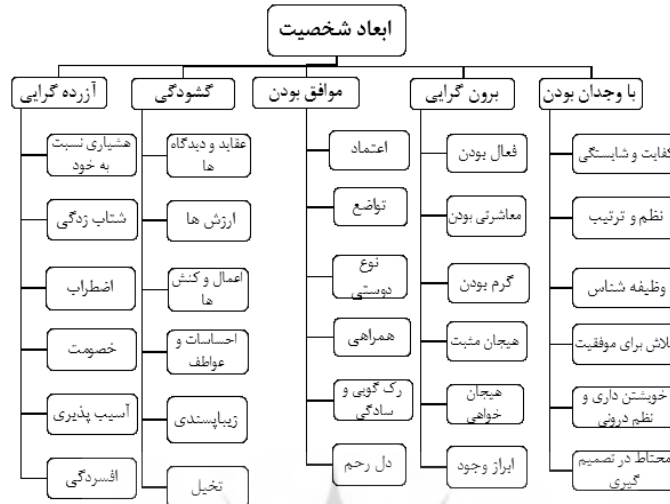 ابعاد شخصیت
با وجدان بودن
کفایت و شایستگی
نظم و ترتیب
وظیفه شناس
تلاش برای موفقیت
خویشتن داری و
نظم درونی
محتاط در تصمیم
گیری
برون گرایی
فعال بودن
معاشرتی بودن
گرم بودن
هیجان مثبت
هیجان
خواهی
ابراز وجود
موافق بودن
اعتماد
تواضع
نوع
دوستی
همراهی
رک گویی و
سادگی
دل رحم
گشودگی
عقاید و دیدگاه
ها
ارزش ها
اعمال و کنش
ها
احساسات و
عواطف
زیباپسندی
تخیل
آزرده گرایی
هشیاری نسبت
به خود
شتاب زدگی
اضطراب
خصومت
آسیب پذیری
افسردگی